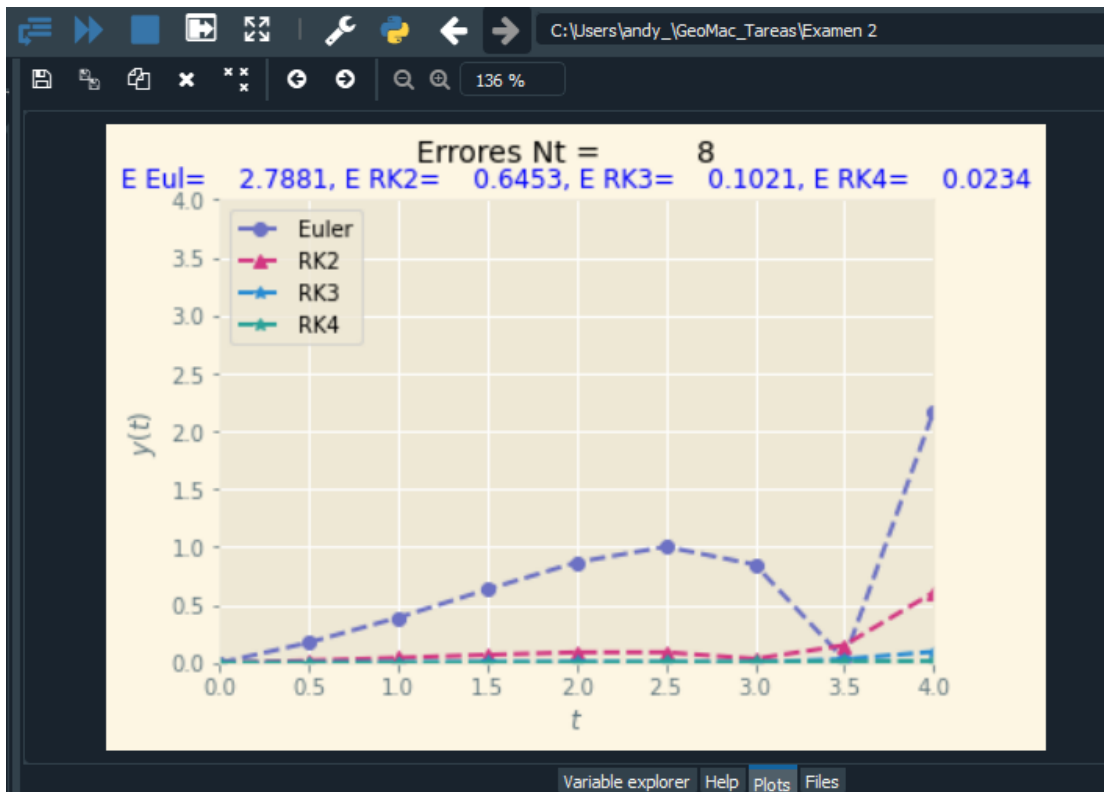 C:\Users\andy_\GeoMac_Tareas\Examen 2
136 %
Errores Nt = 8
E Eul= 2.7881, E RK2= 0.6453, E RK3= 0.1021, E RK4= 0.0234
4.0
3.5
3.0
2.5
2.0
1.5
1.0
0.5
0.0
y(t)
Euler
RK2
RK3
RK4
0.0 0.5 1.0 1.5 2.0 2.5 3.0 3.5 4.0
t
Variable explorer Help Plots Files